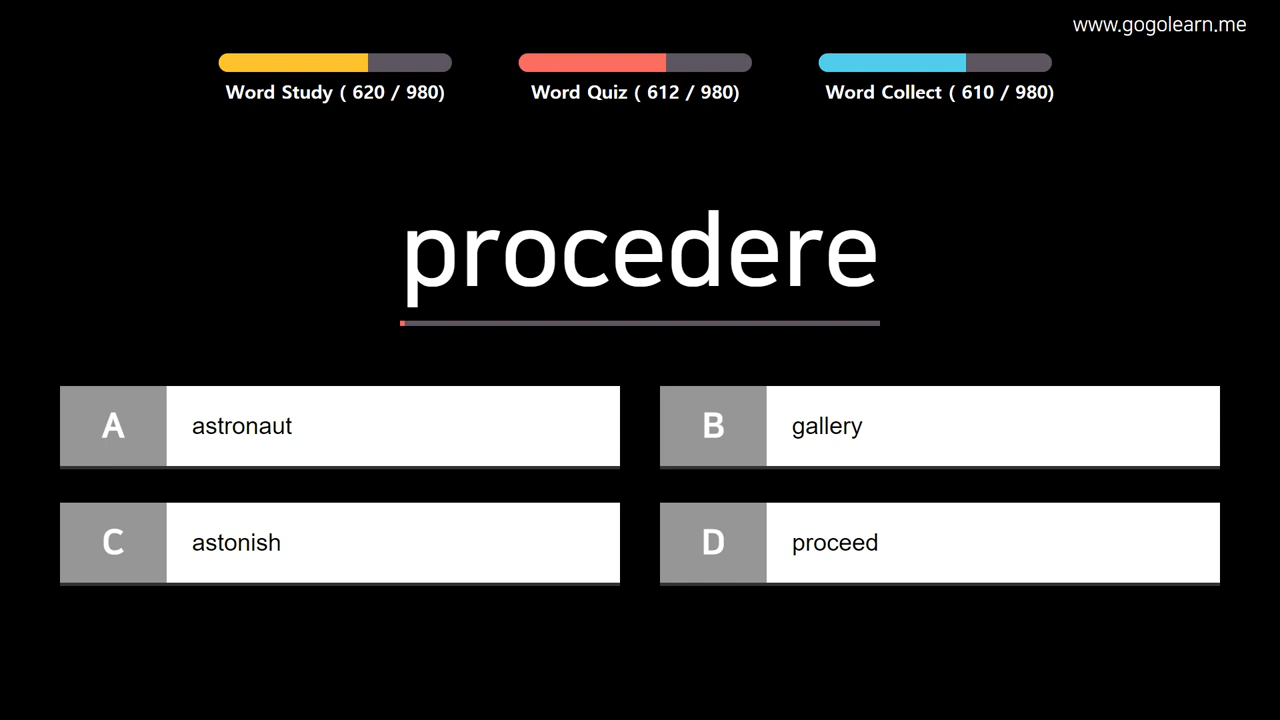 www.gogolearn.me
Word Study ( 620 / 980)
Word Quiz ( 612 / 980)
Word Collect ( 610 / 980)
procedere
A astronaut
B gallery
C astonish
D proceed